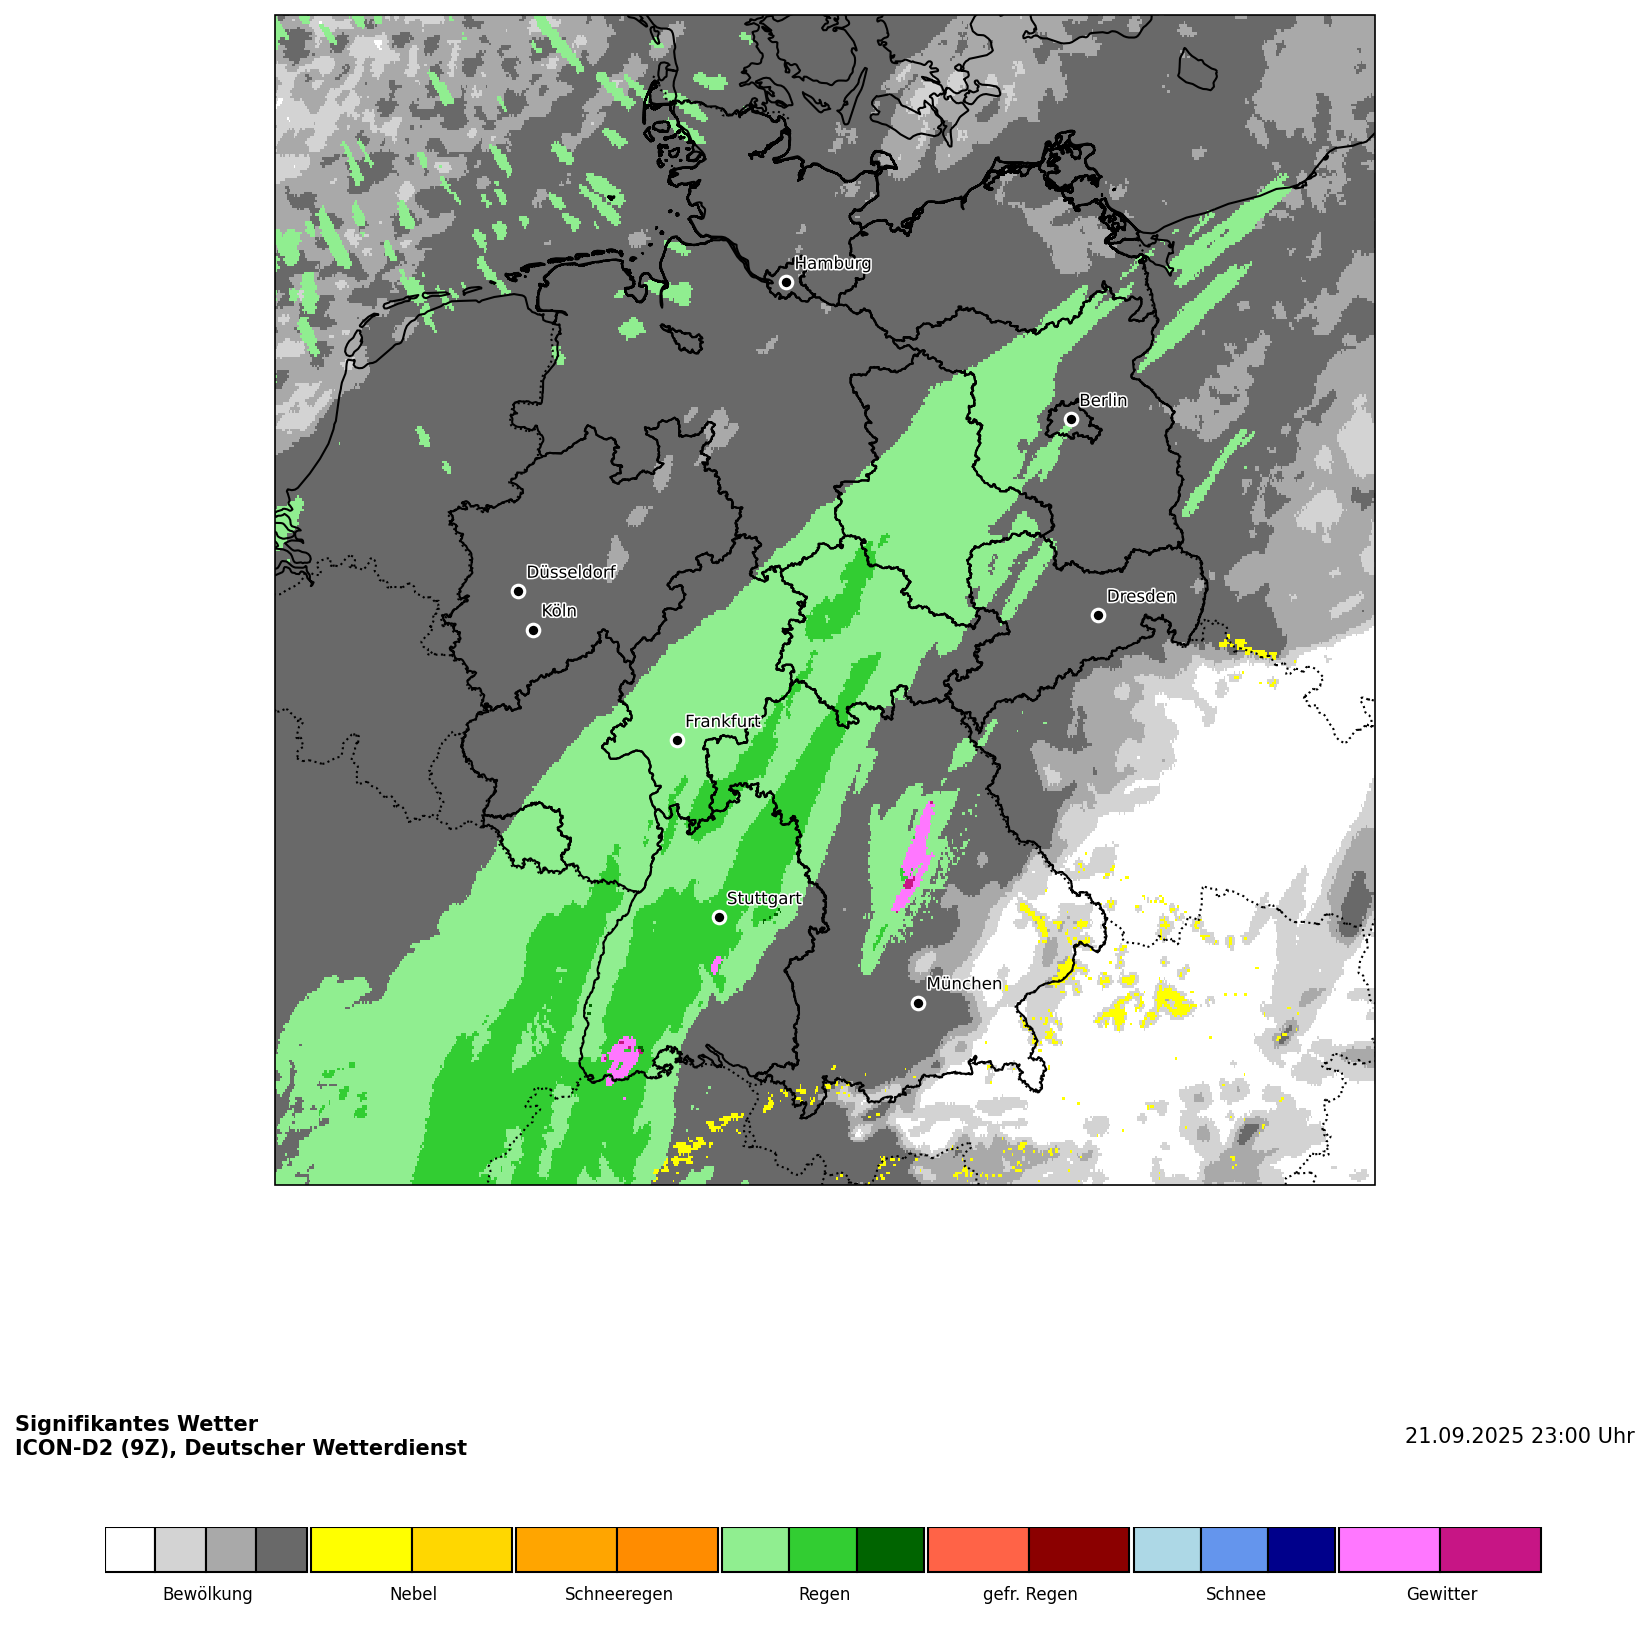 Hamburg
Berlin
Düsseldorf
Köln
Dresden
Frankfurt
Stuttgart
München
Signifikantes Wetter
ICON-D2 (9Z), Deutscher Wetterdienst
21.09.2025 23:00 Uhr
Bewölkung
Nebel
Schneeregen
Regen
gefr. Regen
Schnee
Gewitter